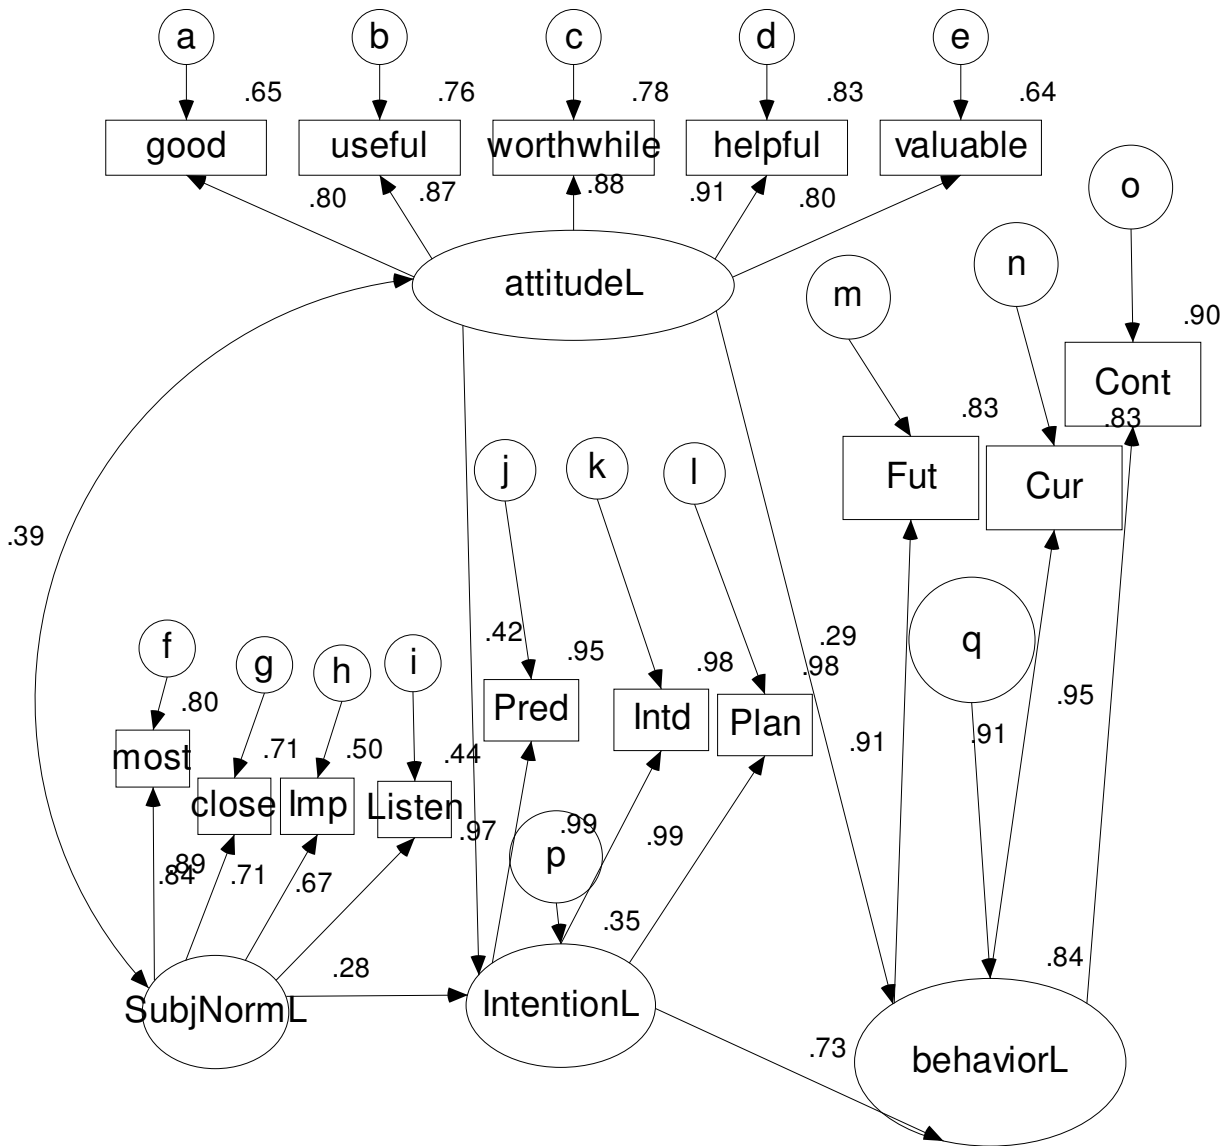 a b c d e
.65 .76 .78 .83 .64
good useful worthwhile helpful valuable
.80 .87 .88 .91 .80
o
n
m
attitudeL
.90
Cont
.83 .83
j k l
Fut Cur
.39
q
f g h i
.42 .95 .98 .98 .29
.80
Pred Intd Plan
.95
most .71 .50 .44 .91 .91
close Imp Listen
.97 .99 .99
p
.84 .89 .71 .67
.35
.28 .84
SubjNormL IntentionL
.73 behaviorL